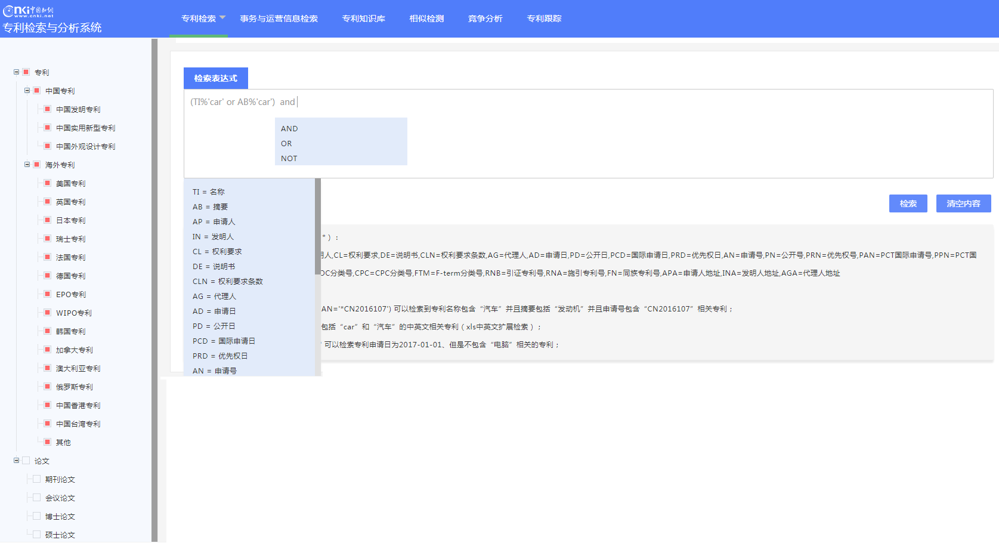 cnki中国知网
www.cnki.net
专利检索与分析系统
专利检索
事务与运营信息检索
专利知识库
相似检测
竞争分析
专利跟踪
专利
中国专利
中国发明专利
中国实用新型专利
中国外观设计专利
海外专利
美国专利
英国专利
日本专利
瑞士专利
法国专利
德国专利
EPO专利
WIPO专利
韩国专利
加拿大专利
澳大利亚专利
俄罗斯专利
中国香港专利
中国台湾专利
其他
论文
期刊论文
会议论文
博士论文
硕士论文
检索表达式
(TI%'car' or AB%'car')  and
AND
OR
NOT
TI = 名称
AB = 摘要
AP = 申请人
IN = 发明人
CL = 权利要求
DE = 说明书
CLN = 权利要求条数
AG = 代理人
AD = 申请日
PD = 公开日
PCD = 国际申请日
PRD = 优先权日
AN = 申请号
检索
清空内容
*）：
明人,CL=权利要求,DE=说明书,CLN=权利要求条数,AG=代理人,AD=申请日,PD=公开日,PCD=国际申请日,PRD=优先权日,AN=申请号,PN=公开号,PRN=优先权号,PAN=PCT国际申请号,PPN=PCT国
OC分类号,CPC=CPC分类号,FTM=F-term分类号,RNB=引证专利号,RNA=施引专利号,FN=同族专利号,APA=申请人地址,INA=发明人地址,AGA=代理人地址
AN='*CN2016107') 可以检索到专利名称包含“汽车”并且摘要包括“发动机”并且申请号包含“CN2016107”相关专利；
包括“car”和“汽车”的中英文相关专利（xls中英文扩展检索）；
' 可以检索专利申请日为2017-01-01、但是不包含“电脑”相关的专利；